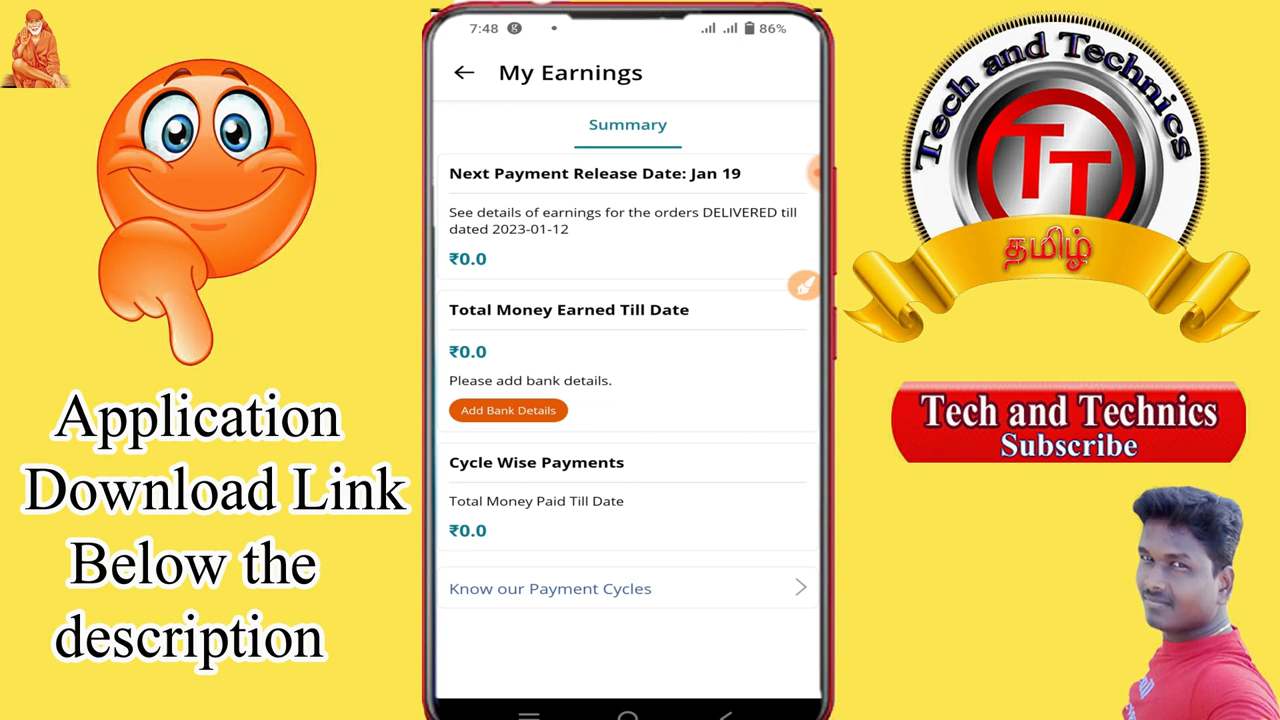 7:48
86%
My Earnings
Summary
Next Payment Release Date: Jan 19
See details of earnings for the orders DELIVERED till
dated 2023-01-12
₹0.0
Total Money Earned Till Date
₹0.0
Please add bank details.
Add Bank Details
Cycle Wise Payments
Total Money Paid Till Date
₹0.0
Know our Payment Cycles
Application
Download Link
Below the
description
Tech and Technics
TT
தமிழ்
Tech and Technics
Subscribe